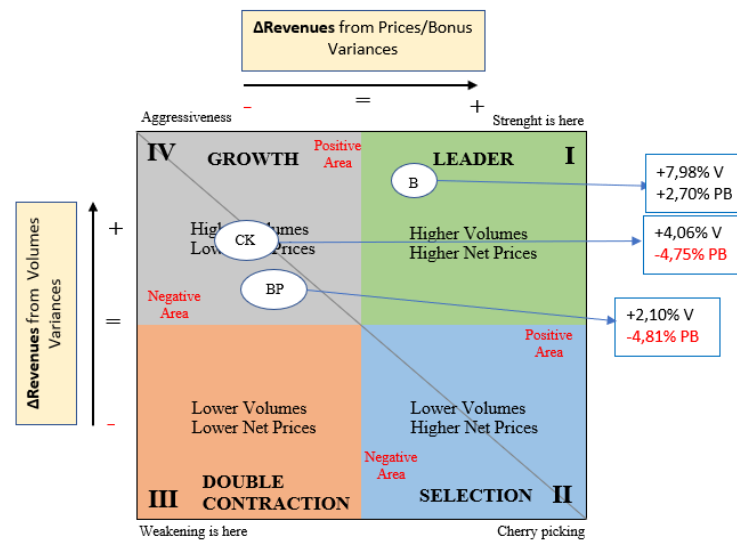 ΔRevenues from Prices/Bonus
Variances
- = +
Aggressiveness
Strenght is here
IV
GROWTH
Positive
Area
LEADER
I
B
+7,98% V
+2,70% PB
ΔRevenues from Volumes
Variances
+
=
-
Higher Volumes
Lower Net Prices
CK
Higher Volumes
Higher Net Prices
+4,06% V
-4,75% PB
BP
Negative
Area
+2,10% V
-4,81% PB
Positive
Area
Lower Volumes
Lower Net Prices
Lower Volumes
Higher Net Prices
Negative
Area
III
DOUBLE
CONTRACTION
SELECTION
II
Weakening is here
Cherry picking